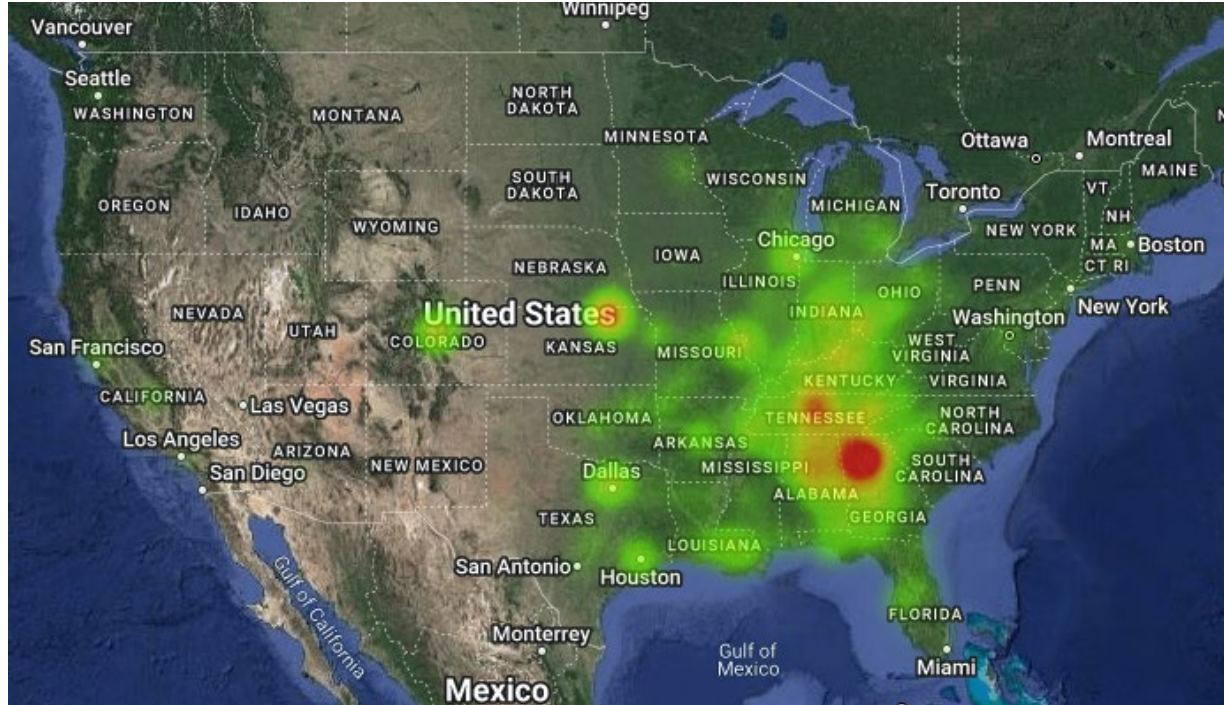 Winnipeg
Vancouver
Seattle
WASHINGTON
MONTANA
NORTH
DAKOTA
MINNESOTA
Ottawa
Montreal
MAINE
SOUTH
DAKOTA
WISCONSIN
MICHIGAN
Toronto
VT
NH
OREGON
IDAHO
WYOMING
NEW YORK
MA
Boston
CT RI
Chicago
IOWA
NEBRASKA
ILLINOIS
OHIO
PENN
New York
NEVADA
UTAH
United States
COLORADO
KANSAS
MISSOURI
INDIANA
Washington
WEST
VIRGINIA
San Francisco
CALIFORNIA
Las Vegas
KENTUCKY
VIRGINIA
OKLAHOMA
TENNESSEE
NORTH
CAROLINA
Los Angeles
ARIZONA
NEW MEXICO
ARKANSAS
San Diego
Dallas
MISSISSIPPI
SOUTH
CAROLINA
ALABAMA
TEXAS
GEORGIA
LOUISIANA
San Antonio
Houston
Gulf of California
FLORIDA
Monterrey
Gulf of
Mexico
Miami
Mexico